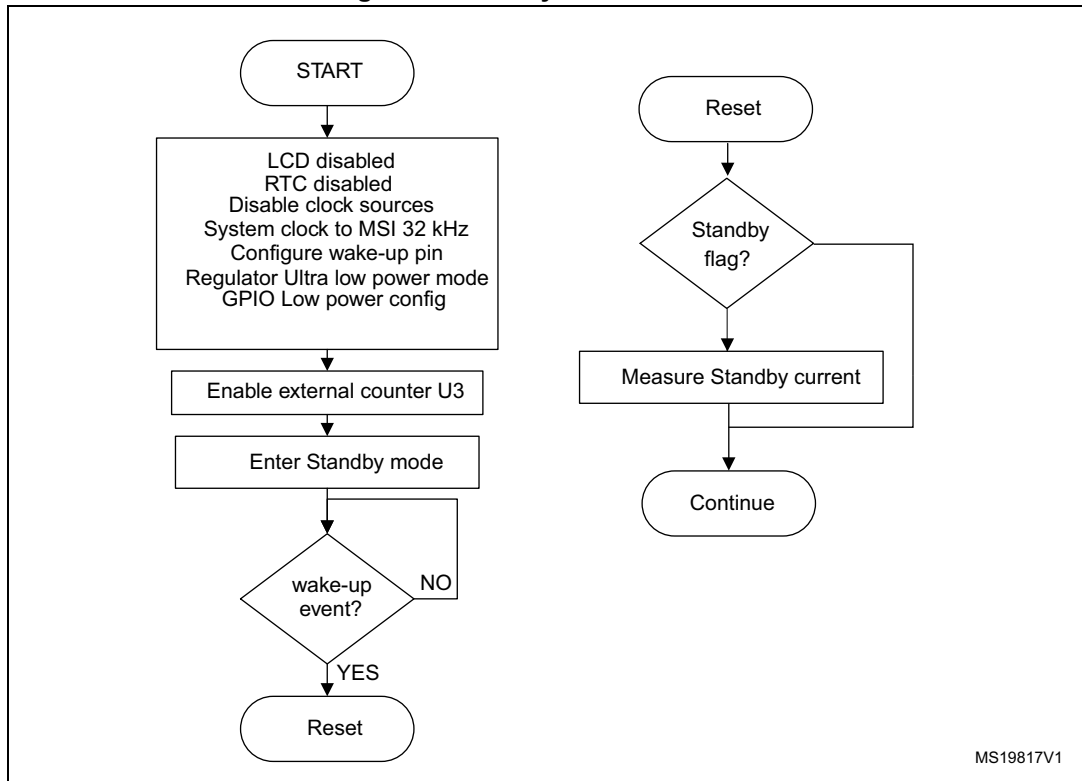 START
LCD disabled
RTC disabled
Disable clock sources
System clock to MSI 32 kHz
Configure wake-up pin
Regulator Ultra low power mode
GPIO Low power config
Enable external counter U3
Enter Standby mode
wake-up
event?
NO
YES
Reset
Reset
Standby
flag?
Measure Standby current
Continue
MS19817V1